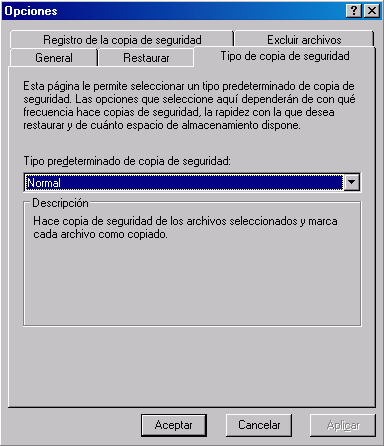 Opciones
Registro de la copia de seguridad
Excluir archivos
General
Restaurar
Tipo de copia de seguridad
Esta página le permite seleccionar un tipo predeterminado de copia de
seguridad. Las opciones que seleccione aquí dependerán de con qué
frecuencia hace copias de seguridad, la rapidez con la que desea
restaurar y de cuánto espacio de almacenamiento dispone.
Tipo predeterminado de copia de seguridad:
Normal
Descripción
Hace copia de seguridad de los archivos seleccionados y marca
cada archivo como copiado.
Aceptar
Cancelar
Aplicar